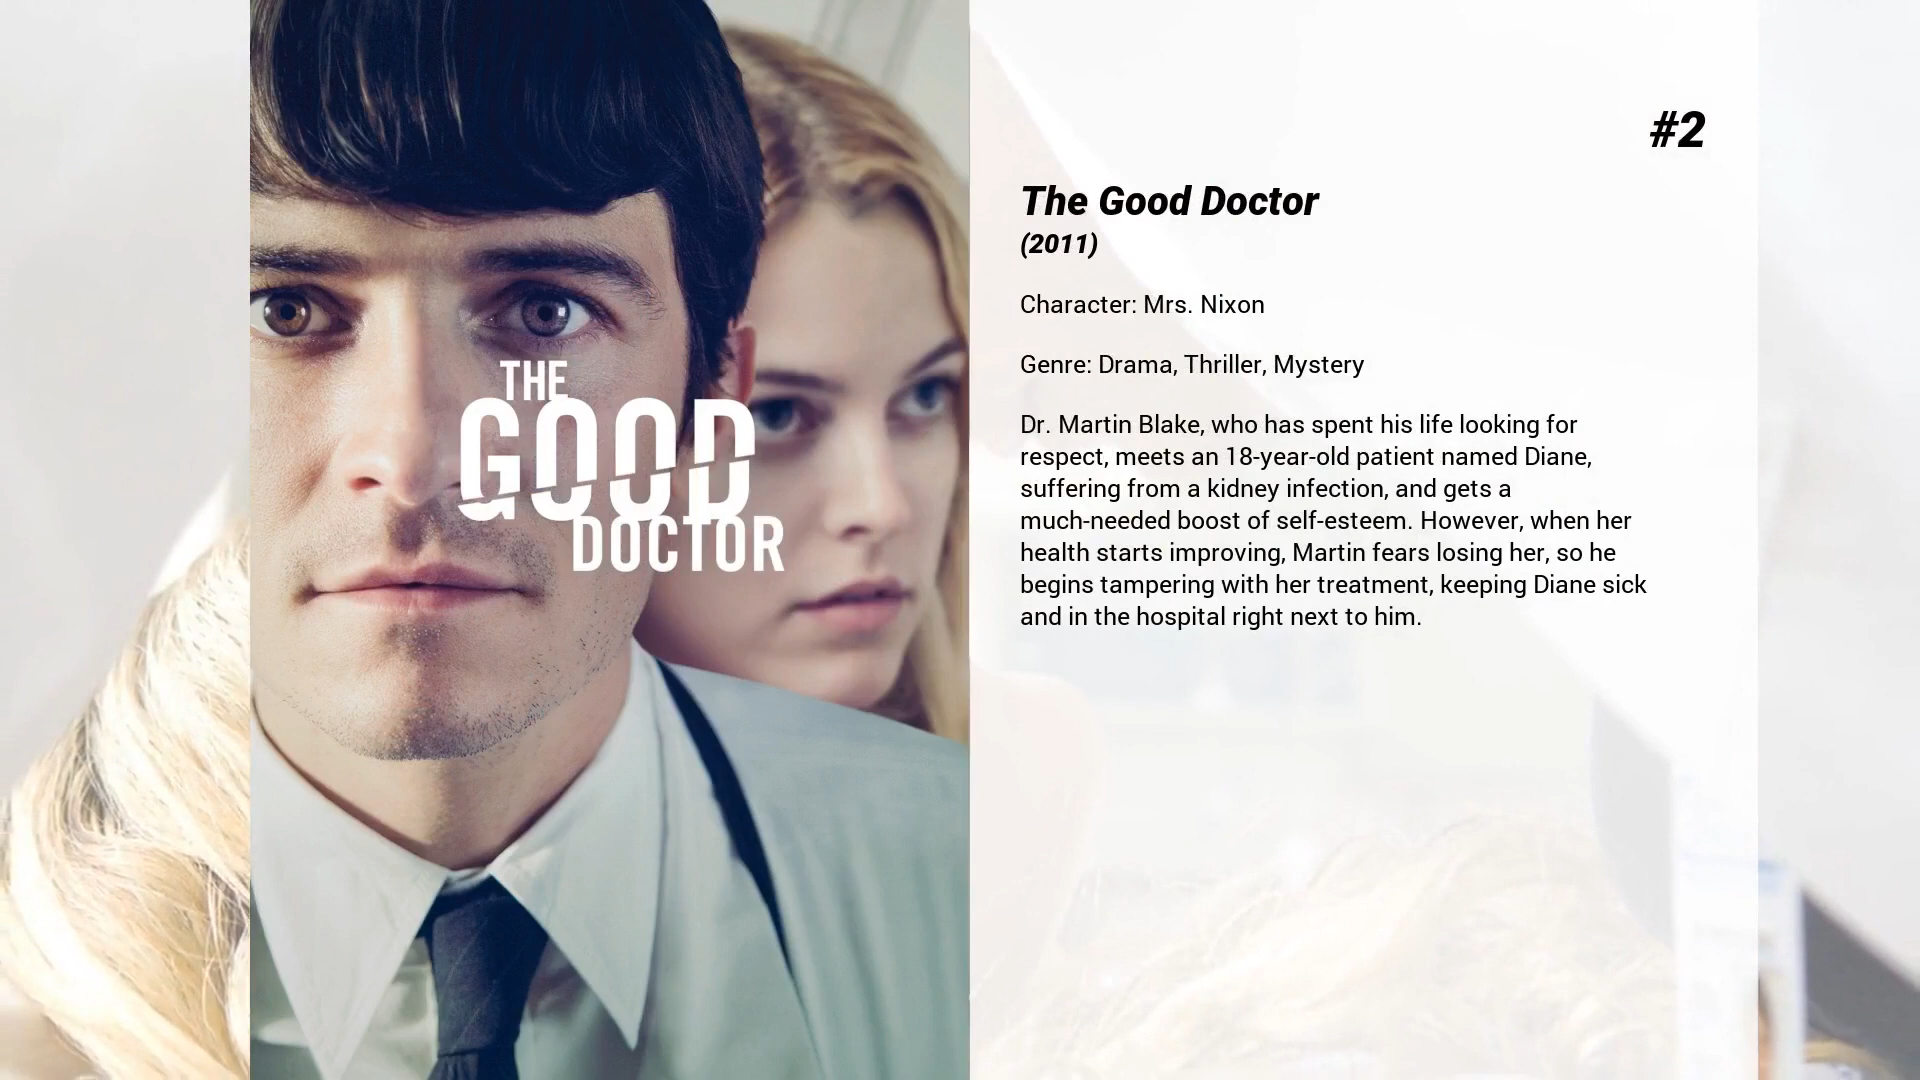 THE
GOOD
DOCTOR
#2
The Good Doctor
(2011)
Character: Mrs. Nixon
Genre: Drama, Thriller, Mystery
Dr. Martin Blake, who has spent his life looking for
respect, meets an 18-year-old patient named Diane,
suffering from a kidney infection, and gets a
much-needed boost of self-esteem. However, when her
health starts improving, Martin fears losing her, so he
begins tampering with her treatment, keeping Diane sick
and in the hospital right next to him.